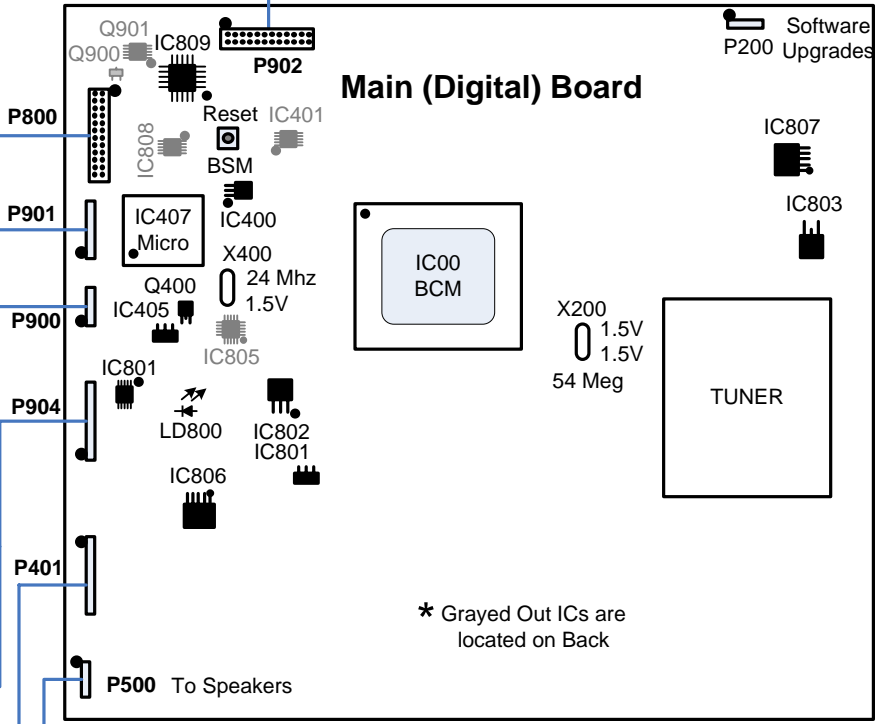 Q901
Q900
IC809
P902
Main (Digital) Board
P200
Software
Upgrades
P800
IC808
Reset
BSM
IC401
IC807
P901
IC407
Micro
IC400
IC803
X400
24 Mhz
1.5V
IC00
BCM
P900
Q400
IC405
IC805
X200
1.5V
1.5V
54 Meg
TUNER
IC801
P904
LD800
IC802
IC801
IC806
P401
* Grayed Out ICs are
located on Back
P500 To Speakers